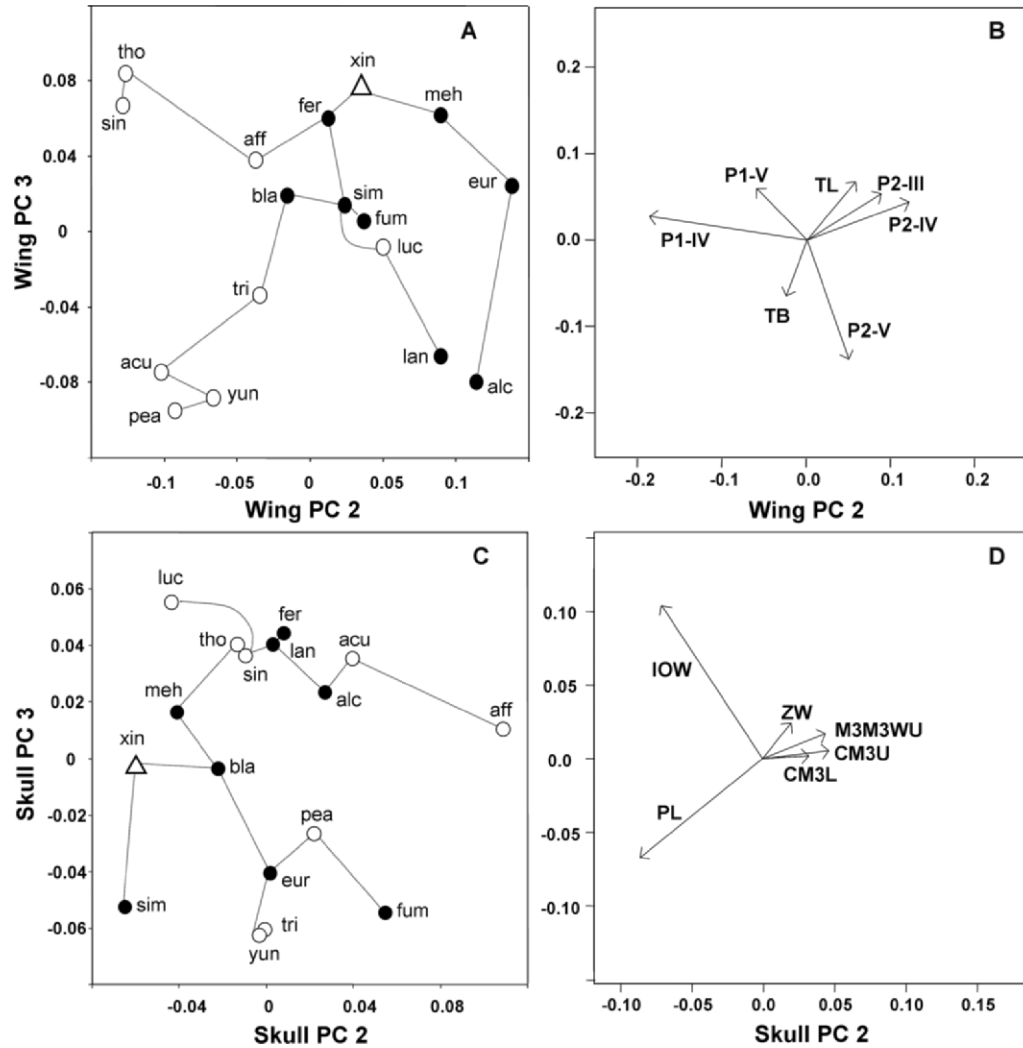 A
tho
xin
0.08
fer
meh
sin
aff
0.04
eur
bla
sim
fum
0
luc
tri
-0.04
lan
acu
yun
alc
-0.08
pea
Wing PC 3
-0.1
-0.05
0
0.05
0.1
Wing PC 2
B
0.2
0.1
P1-V
TL
P2-III
P1-IV
P2-IV
0.0
TB
P2-V
-0.1
-0.2
-0.2
-0.1
0.0
0.1
0.2
Wing PC 2
C
luc
0.06
fer
tho
acu
0.04
sin
lan
meh
alc
0.02
aff
xin
0
bla
-0.02
pea
eur
-0.04
sim
fum
tri
-0.06
yun
Skull PC 3
-0.04
0
0.04
0.08
Skull PC 2
D
0.10
IOW
0.05
ZW
M3M3WU
CM3U
0.0
CM3L
PL
-0.05
-0.10
-0.10
-0.05
0.0
0.05
0.10
0.15
Skull PC 2